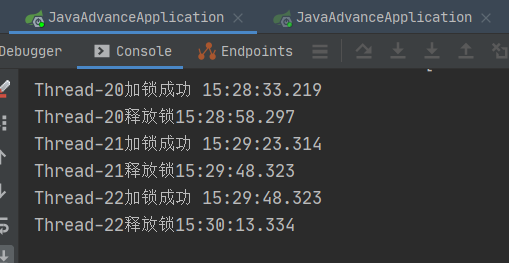 JavaAdvanceApplication JavaAdvanceApplication
Debugger Console Endpoints
Thread-20加锁成功 15:28:33.219
Thread-20释放锁15:28:58.297
Thread-21加锁成功 15:29:23.314
Thread-21释放锁15:29:48.323
Thread-22加锁成功 15:29:48.323
Thread-22释放锁15:30:13.334